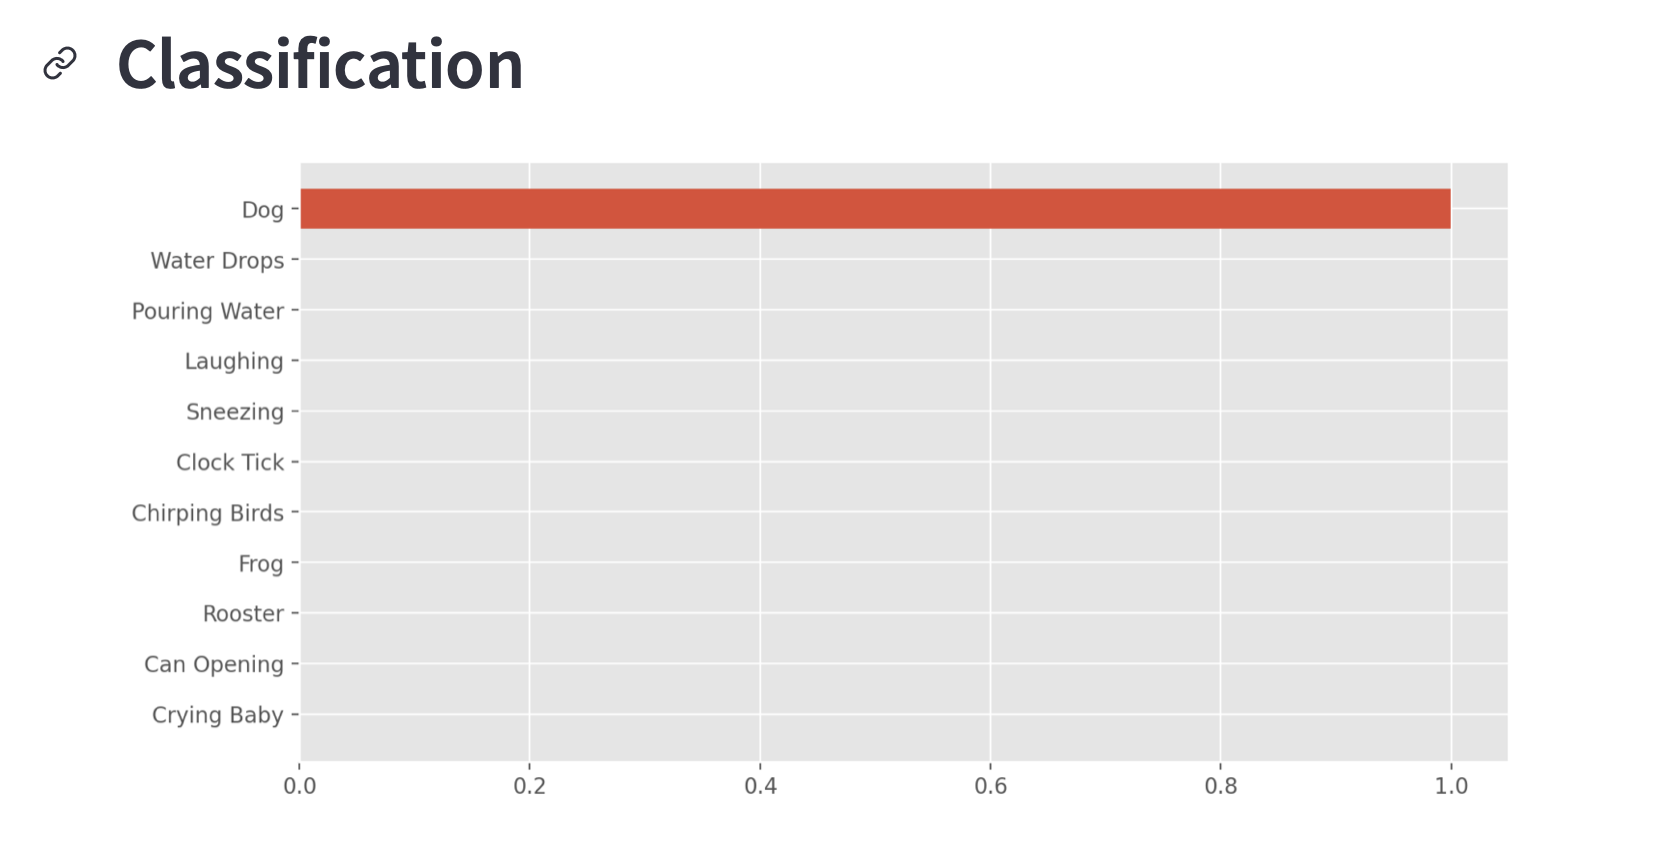 Classification
Dog
Water Drops
Pouring Water
Laughing
Sneezing
Clock Tick
Chirping Birds
Frog
Rooster
Can Opening
Crying Baby
0.0 0.2 0.4 0.6 0.8 1.0